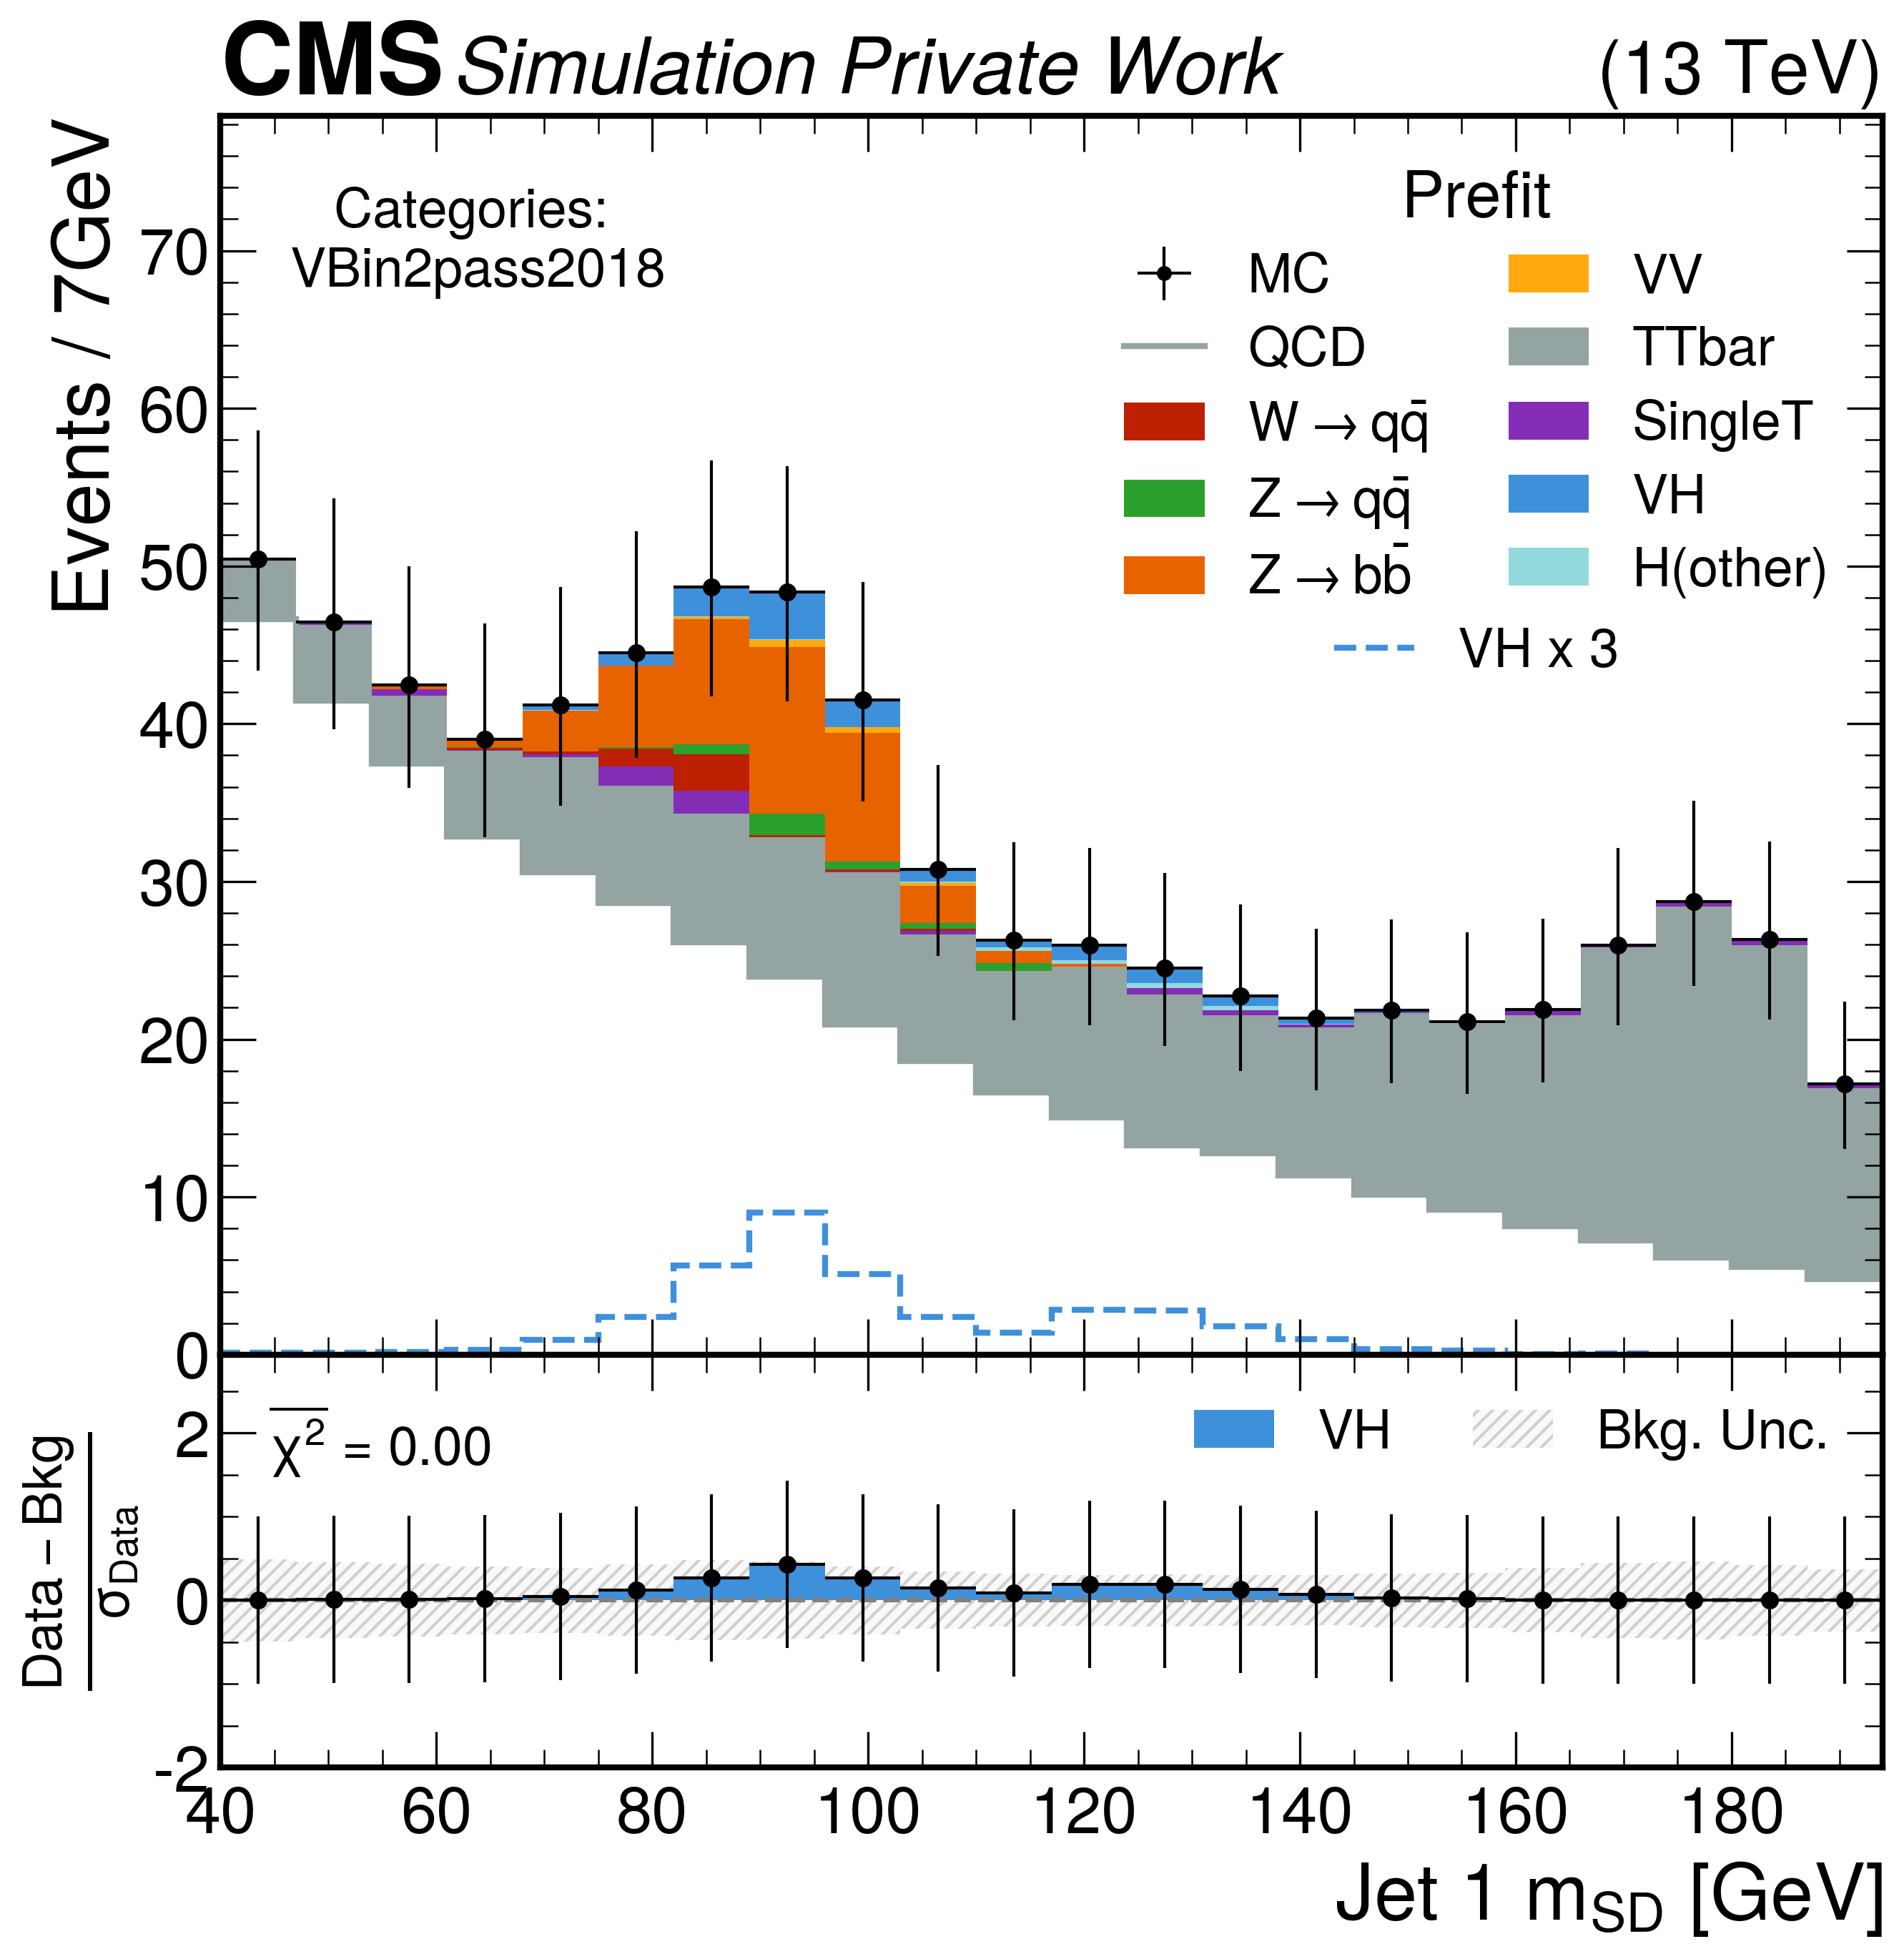 CMS Simulation Private Work (13 TeV)
Events / 7GeV
Categories:
VBin2pass2018
Prefit
MC
QCD
W → qq̄
Z → qq̄
Z → bb̄
VV
TTbar
SingleT
VH
H(other)
VH x 3
70
60
50
40
30
20
10
0
Data − Bkg
σData
χ² = 0.00
VH
Bkg. Unc.
2
0
-2
40 60 80 100 120 140 160 180
Jet 1 mSD [GeV]